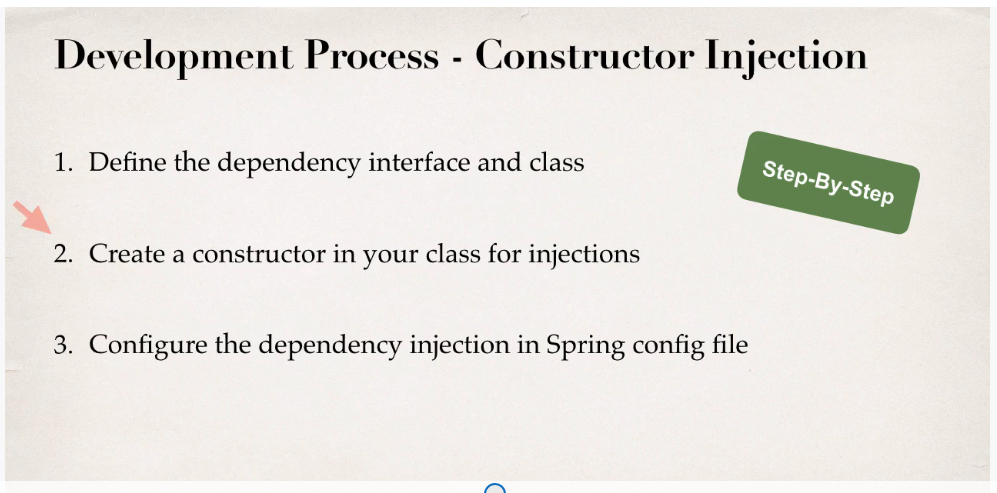 Development Process - Constructor Injection
1. Define the dependency interface and class
Step-By-Step
2. Create a constructor in your class for injections
3. Configure the dependency injection in Spring config file